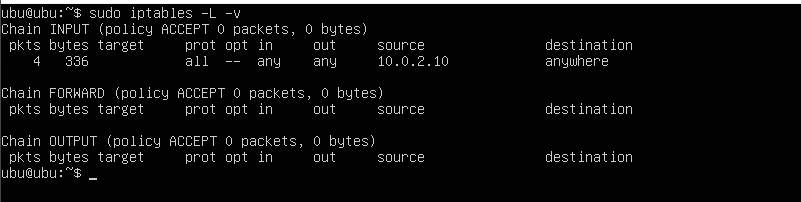 ubu@ubu:~$ sudo iptables -L -v
Chain INPUT (policy ACCEPT 0 packets, 0 bytes)
 pkts bytes target     prot opt in     out     source               destination
    4   336            all  --  any    any     10.0.2.10            anywhere

Chain FORWARD (policy ACCEPT 0 packets, 0 bytes)
 pkts bytes target     prot opt in     out     source               destination

Chain OUTPUT (policy ACCEPT 0 packets, 0 bytes)
 pkts bytes target     prot opt in     out     source               destination
ubu@ubu:~$ _